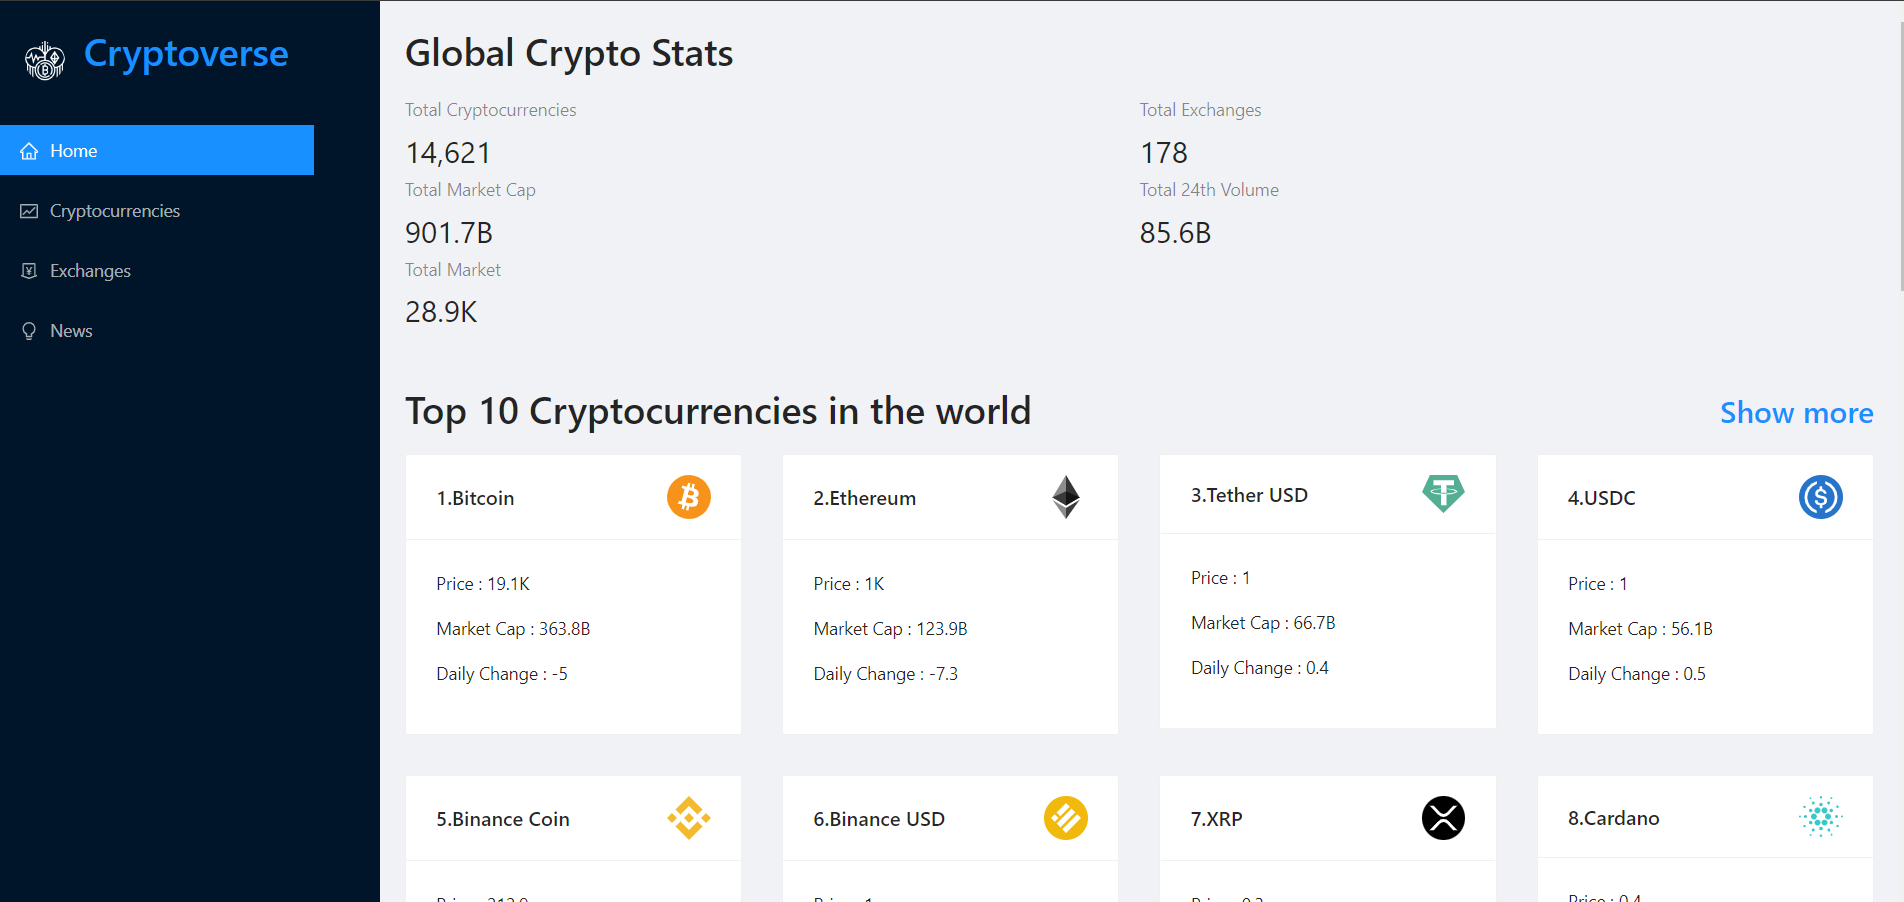 Cryptoverse
Home
Cryptocurrencies
Exchanges
News
Global Crypto Stats
Total Cryptocurrencies
14,621
Total Exchanges
178
Total Market Cap
901.7B
Total 24th Volume
85.6B
Total Market
28.9K
Top 10 Cryptocurrencies in the world
Show more
1.Bitcoin
Price : 19.1K
Market Cap : 363.8B
Daily Change : -5
2.Ethereum
Price : 1K
Market Cap : 123.9B
Daily Change : -7.3
3.Tether USD
Price : 1
Market Cap : 66.7B
Daily Change : 0.4
4.USDC
Price : 1
Market Cap : 56.1B
Daily Change : 0.5
5.Binance Coin
6.Binance USD
7.XRP
8.Cardano
Price : 0.4